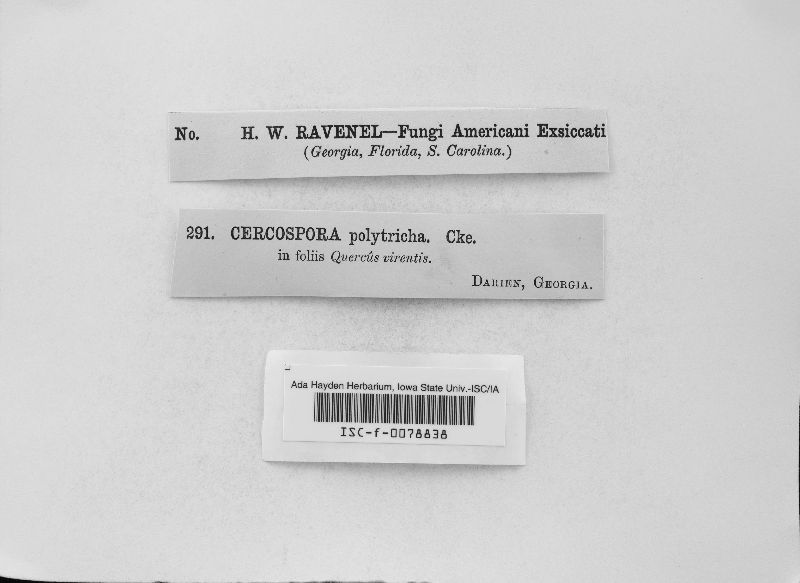 No. H. W. RAVENEL—Fungi Americani Exsiccati
(Georgia, Florida, S. Carolina.)
291. CERCOSPORA polytricha. Cke.
in foliis Quercûs virentis.
DARIEN, GEORGIA.
Ada Hayden Herbarium, Iowa State Univ.-ISC/IA
ISC-f-0078838